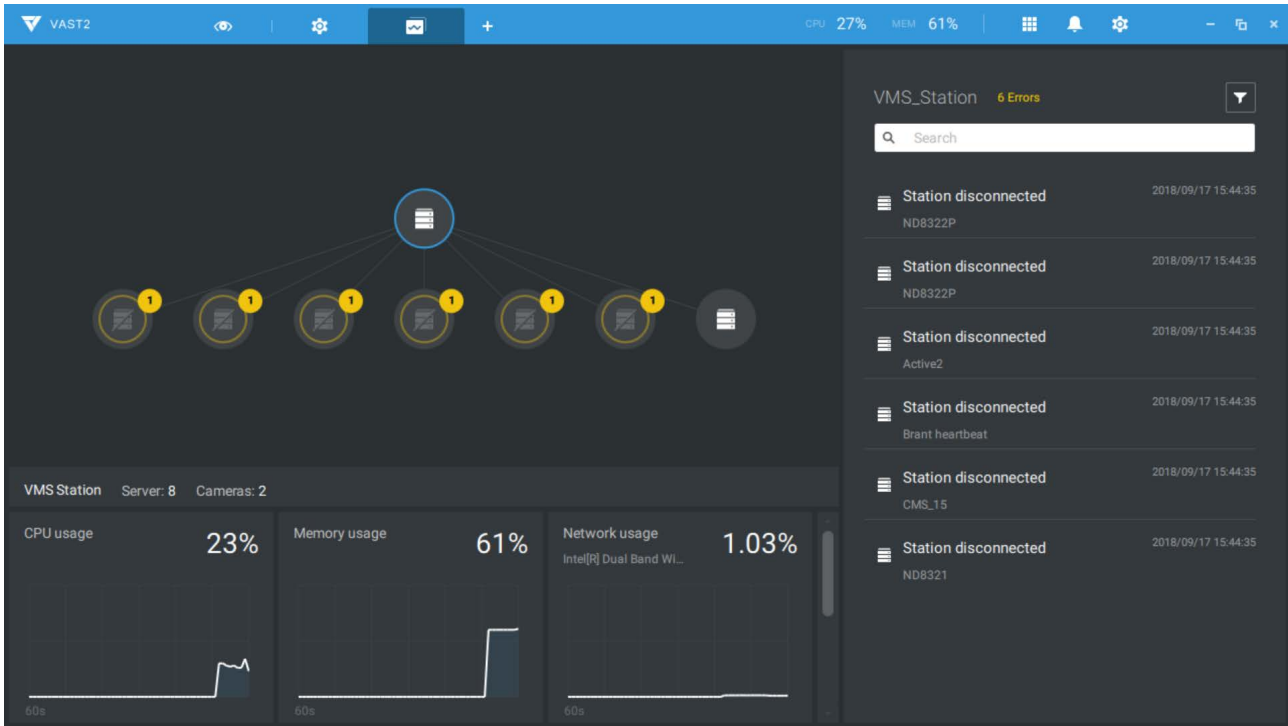 VAST2
CPU 27% MEM 61%
1 1 1 1 1 1
VMS Station Server: 8 Cameras: 2
CPU usage 23%
60s
Memory usage 61%
60s
Network usage 1.03%
Intel[R] Dual Band Wi...
60s
VMS_Station 6 Errors
Search
Station disconnected 2018/09/17 15:44:35
ND8322P
Station disconnected 2018/09/17 15:44:35
ND8322P
Station disconnected 2018/09/17 15:44:35
Active2
Station disconnected 2018/09/17 15:44:35
Brant heartbeat
Station disconnected 2018/09/17 15:44:35
CMS_15
Station disconnected 2018/09/17 15:44:35
ND8321